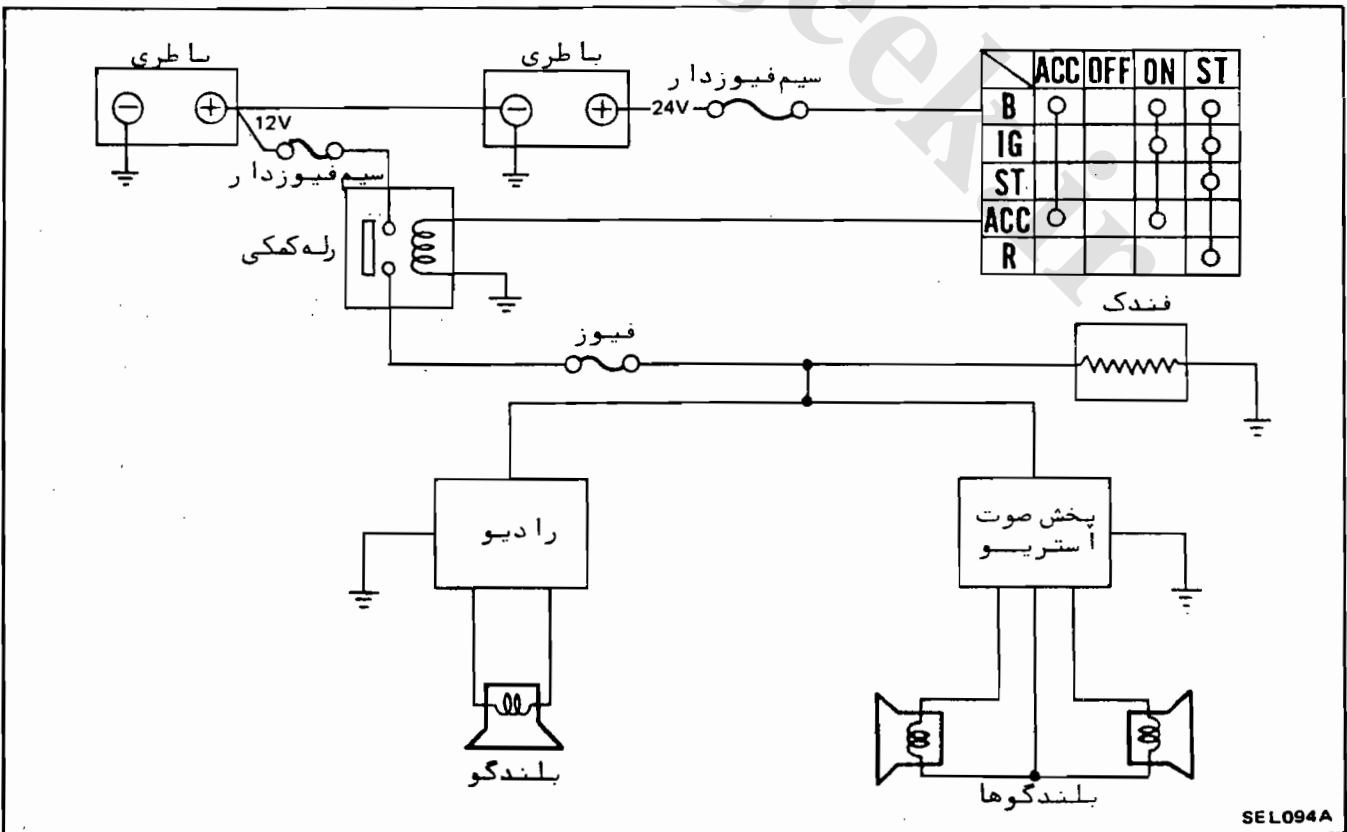 ساطری
باطری
سیم فیوزدار
12V
24V
سیم فیوزدار
رله کمکی
ACC OFF ON ST
B
IG
ST
ACC
R
فندک
فیوز
رادیو
پخش صوت
استریو
بلندگو
بلندگوها
SEL094A